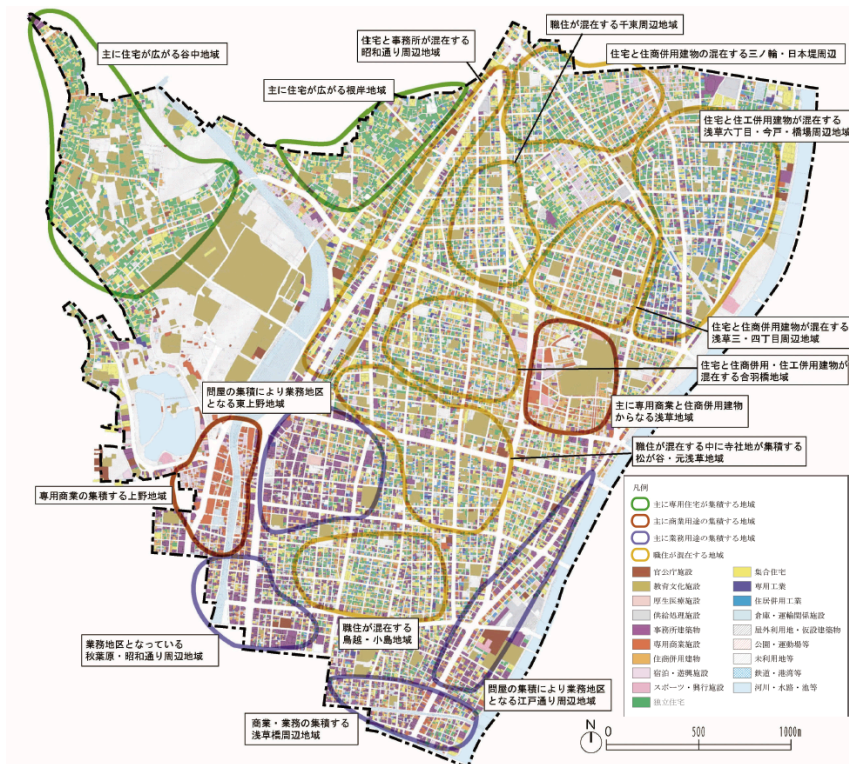 職住が混在する千束周辺地域
住宅と事務所が混在する
昭和通り周辺地域
住宅と住商併用建物の混在する三ノ輪・日本堤周辺
主に住宅が広がる谷中地域
主に住宅が広がる根岸地域
住宅と住工併用建物が混在する
浅草六丁目・今戸・橋場周辺地域
住宅と住商併用建物が混在する
浅草三・四丁目周辺地域
住宅と住商併用・住工併用建物が
混在する合羽橋地域
問屋の集積により業務地区
となる東上野地域
主に専用商業と住商併用建物
からなる浅草地域
職住が混在する中に寺社地が集積する
松が谷・元浅草地域
専用商業の集積する上野地域
職住が混在する
鳥越・小島地域
業務地区となっている
秋葉原・昭和通り周辺地域
問屋の集積により業務地区
となる江戸通り周辺地域
商業・業務の集積する
浅草橋周辺地域
凡例
主に専用住宅が集積する地域
主に商業用途の集積する地域
主に業務用途の集積する地域
職住が混在する地域
官公庁施設
教育文化施設
厚生医療施設
供給処理施設
事務所建築物
専用商業施設
住商併用建物
宿泊・遊興施設
スポーツ・興行施設
独立住宅
集合住宅
専用工業
住居併用工業
倉庫・運輸関係施設
屋外利用地・仮設建築物
公園・運動場等
未利用地等
鉄道・港湾等
河川・水路・池等
N
0 500 1000m